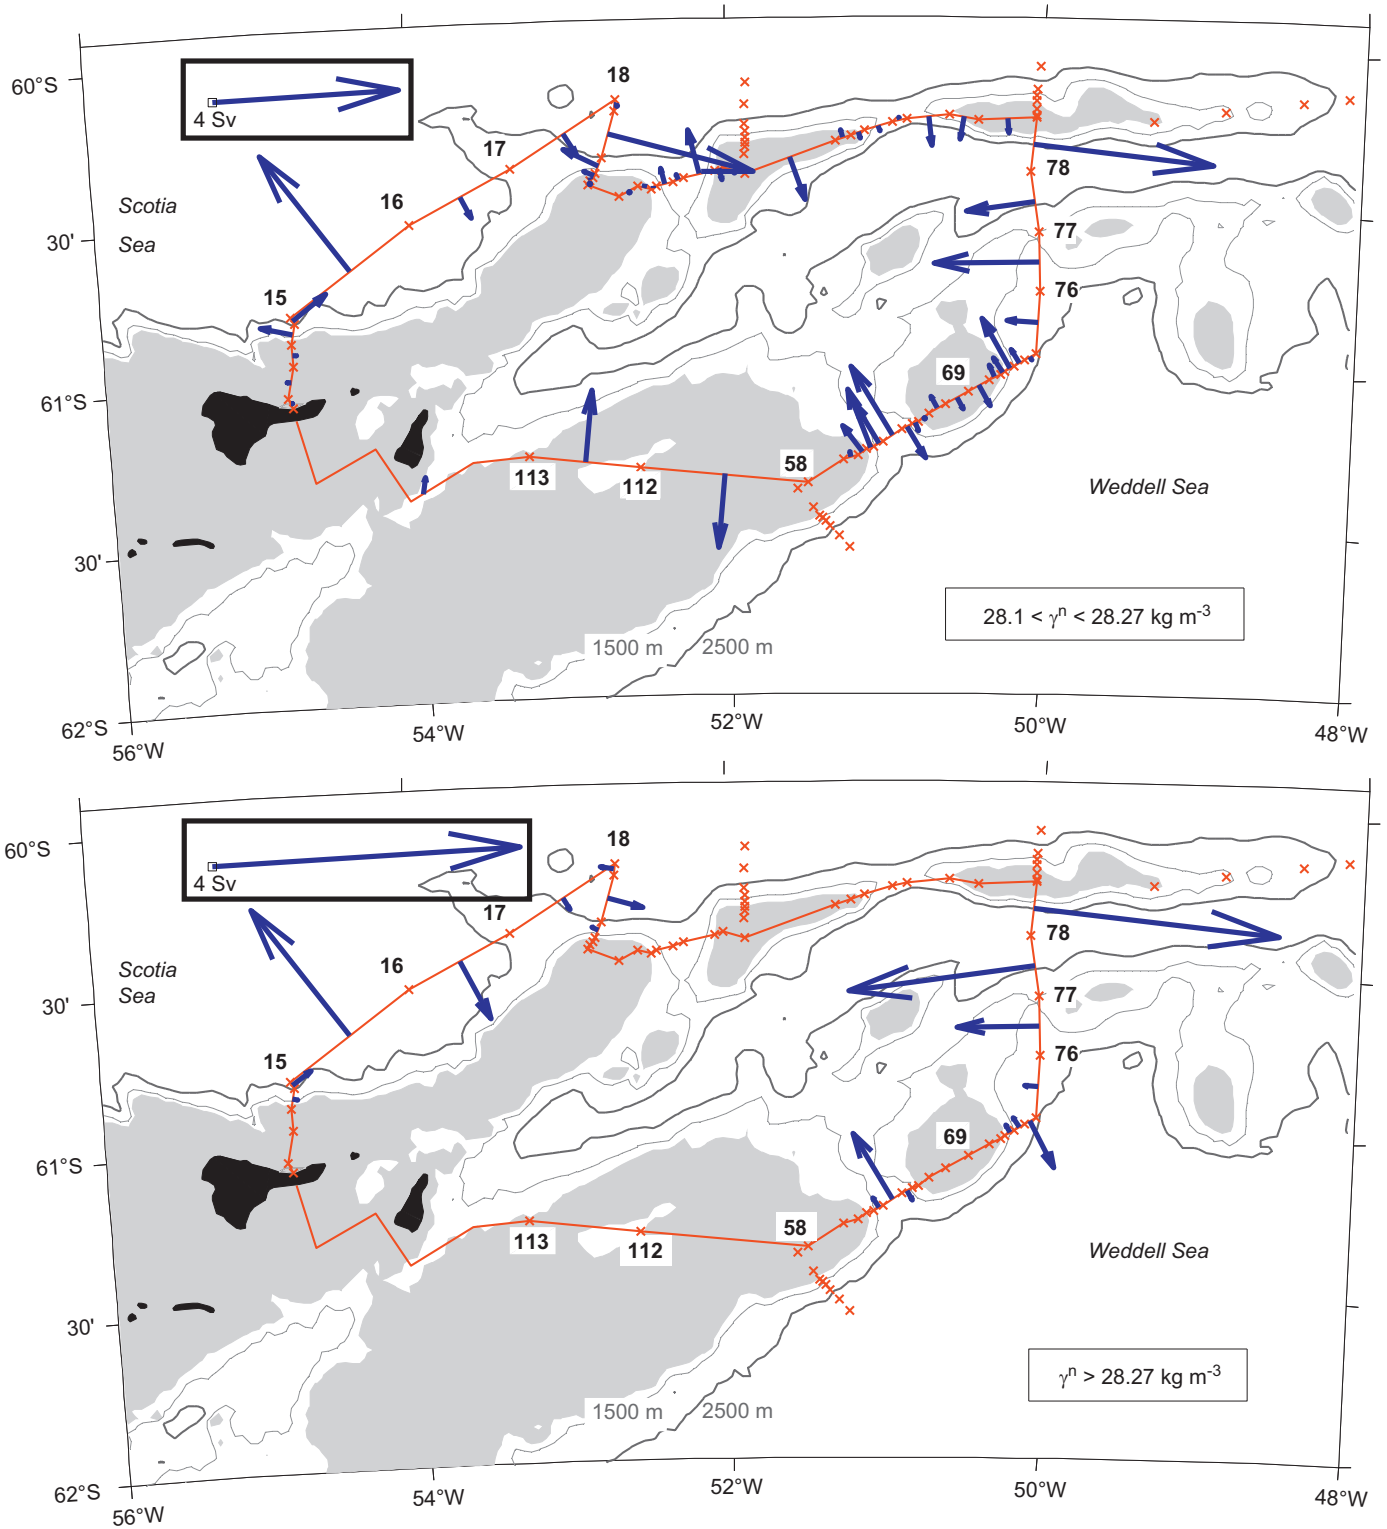 60°S
4 Sv
18
17
78
Scotia
Sea
16
30'
77
15
76
61°S
69
58
113
112
Weddell Sea
30'
28.1 < γⁿ < 28.27 kg m⁻³
1500 m
2500 m
62°S
56°W
54°W
52°W
50°W
48°W
60°S
4 Sv
18
17
78
Scotia
Sea
16
30'
77
15
76
61°S
69
58
113
112
Weddell Sea
30'
γⁿ > 28.27 kg m⁻³
1500 m
2500 m
62°S
56°W
54°W
52°W
50°W
48°W